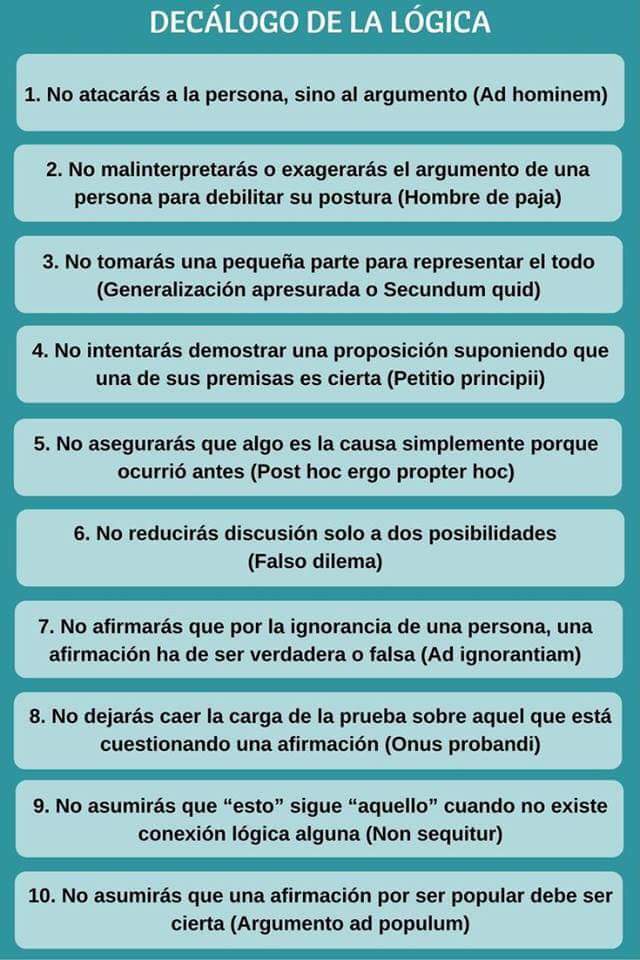 DECÁLOGO DE LA LÓGICA
1. No atacarás a la persona, sino al argumento (Ad hominem)
2. No malinterpretarás o exagerarás el argumento de una
persona para debilitar su postura (Hombre de paja)
3. No tomarás una pequeña parte para representar el todo
(Generalización apresurada o Secundum quid)
4. No intentarás demostrar una proposición suponiendo que
una de sus premisas es cierta (Petitio principii)
5. No asegurarás que algo es la causa simplemente porque
ocurrió antes (Post hoc ergo propter hoc)
6. No reducirás discusión solo a dos posibilidades
(Falso dilema)
7. No afirmarás que por la ignorancia de una persona, una
afirmación ha de ser verdadera o falsa (Ad ignorantiam)
8. No dejarás caer la carga de la prueba sobre aquel que está
cuestionando una afirmación (Onus probandi)
9. No asumirás que “esto” sigue “aquello” cuando no existe
conexión lógica alguna (Non sequitur)
10. No asumirás que una afirmación por ser popular debe ser
cierta (Argumento ad populum)